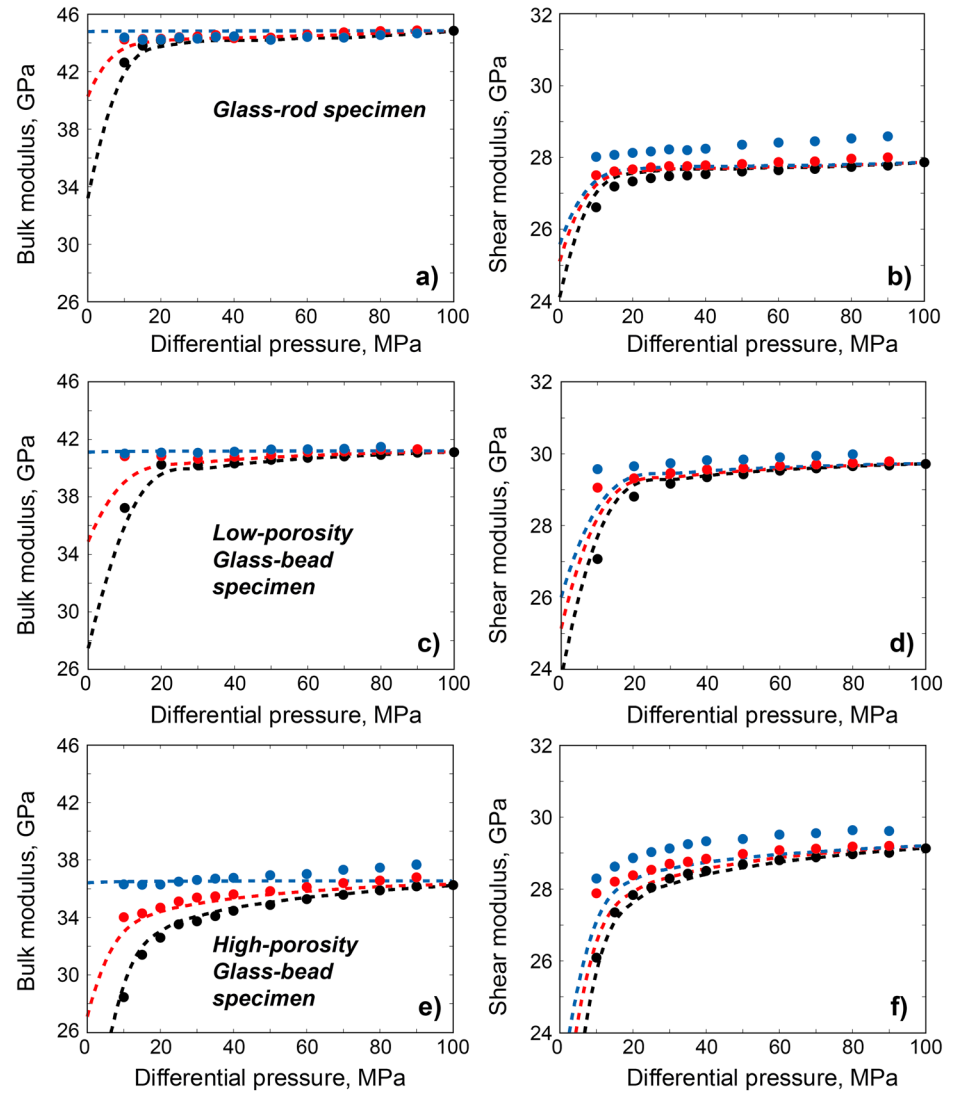 46
42
38
34
30
26
Bulk modulus, GPa
Glass-rod specimen
a)
0 20 40 60 80 100
Differential pressure, MPa
32
30
28
26
24
Shear modulus, GPa
b)
0 20 40 60 80 100
Differential pressure, MPa
46
42
38
34
30
26
Bulk modulus, GPa
Low-porosity
Glass-bead
specimen
c)
0 20 40 60 80 100
Differential pressure, MPa
32
30
28
26
24
Shear modulus, GPa
d)
0 20 40 60 80 100
Differential pressure, MPa
46
42
38
34
30
26
Bulk modulus, GPa
High-porosity
Glass-bead
specimen
e)
0 20 40 60 80 100
Differential pressure, MPa
32
30
28
26
24
Shear modulus, GPa
f)
0 20 40 60 80 100
Differential pressure, MPa